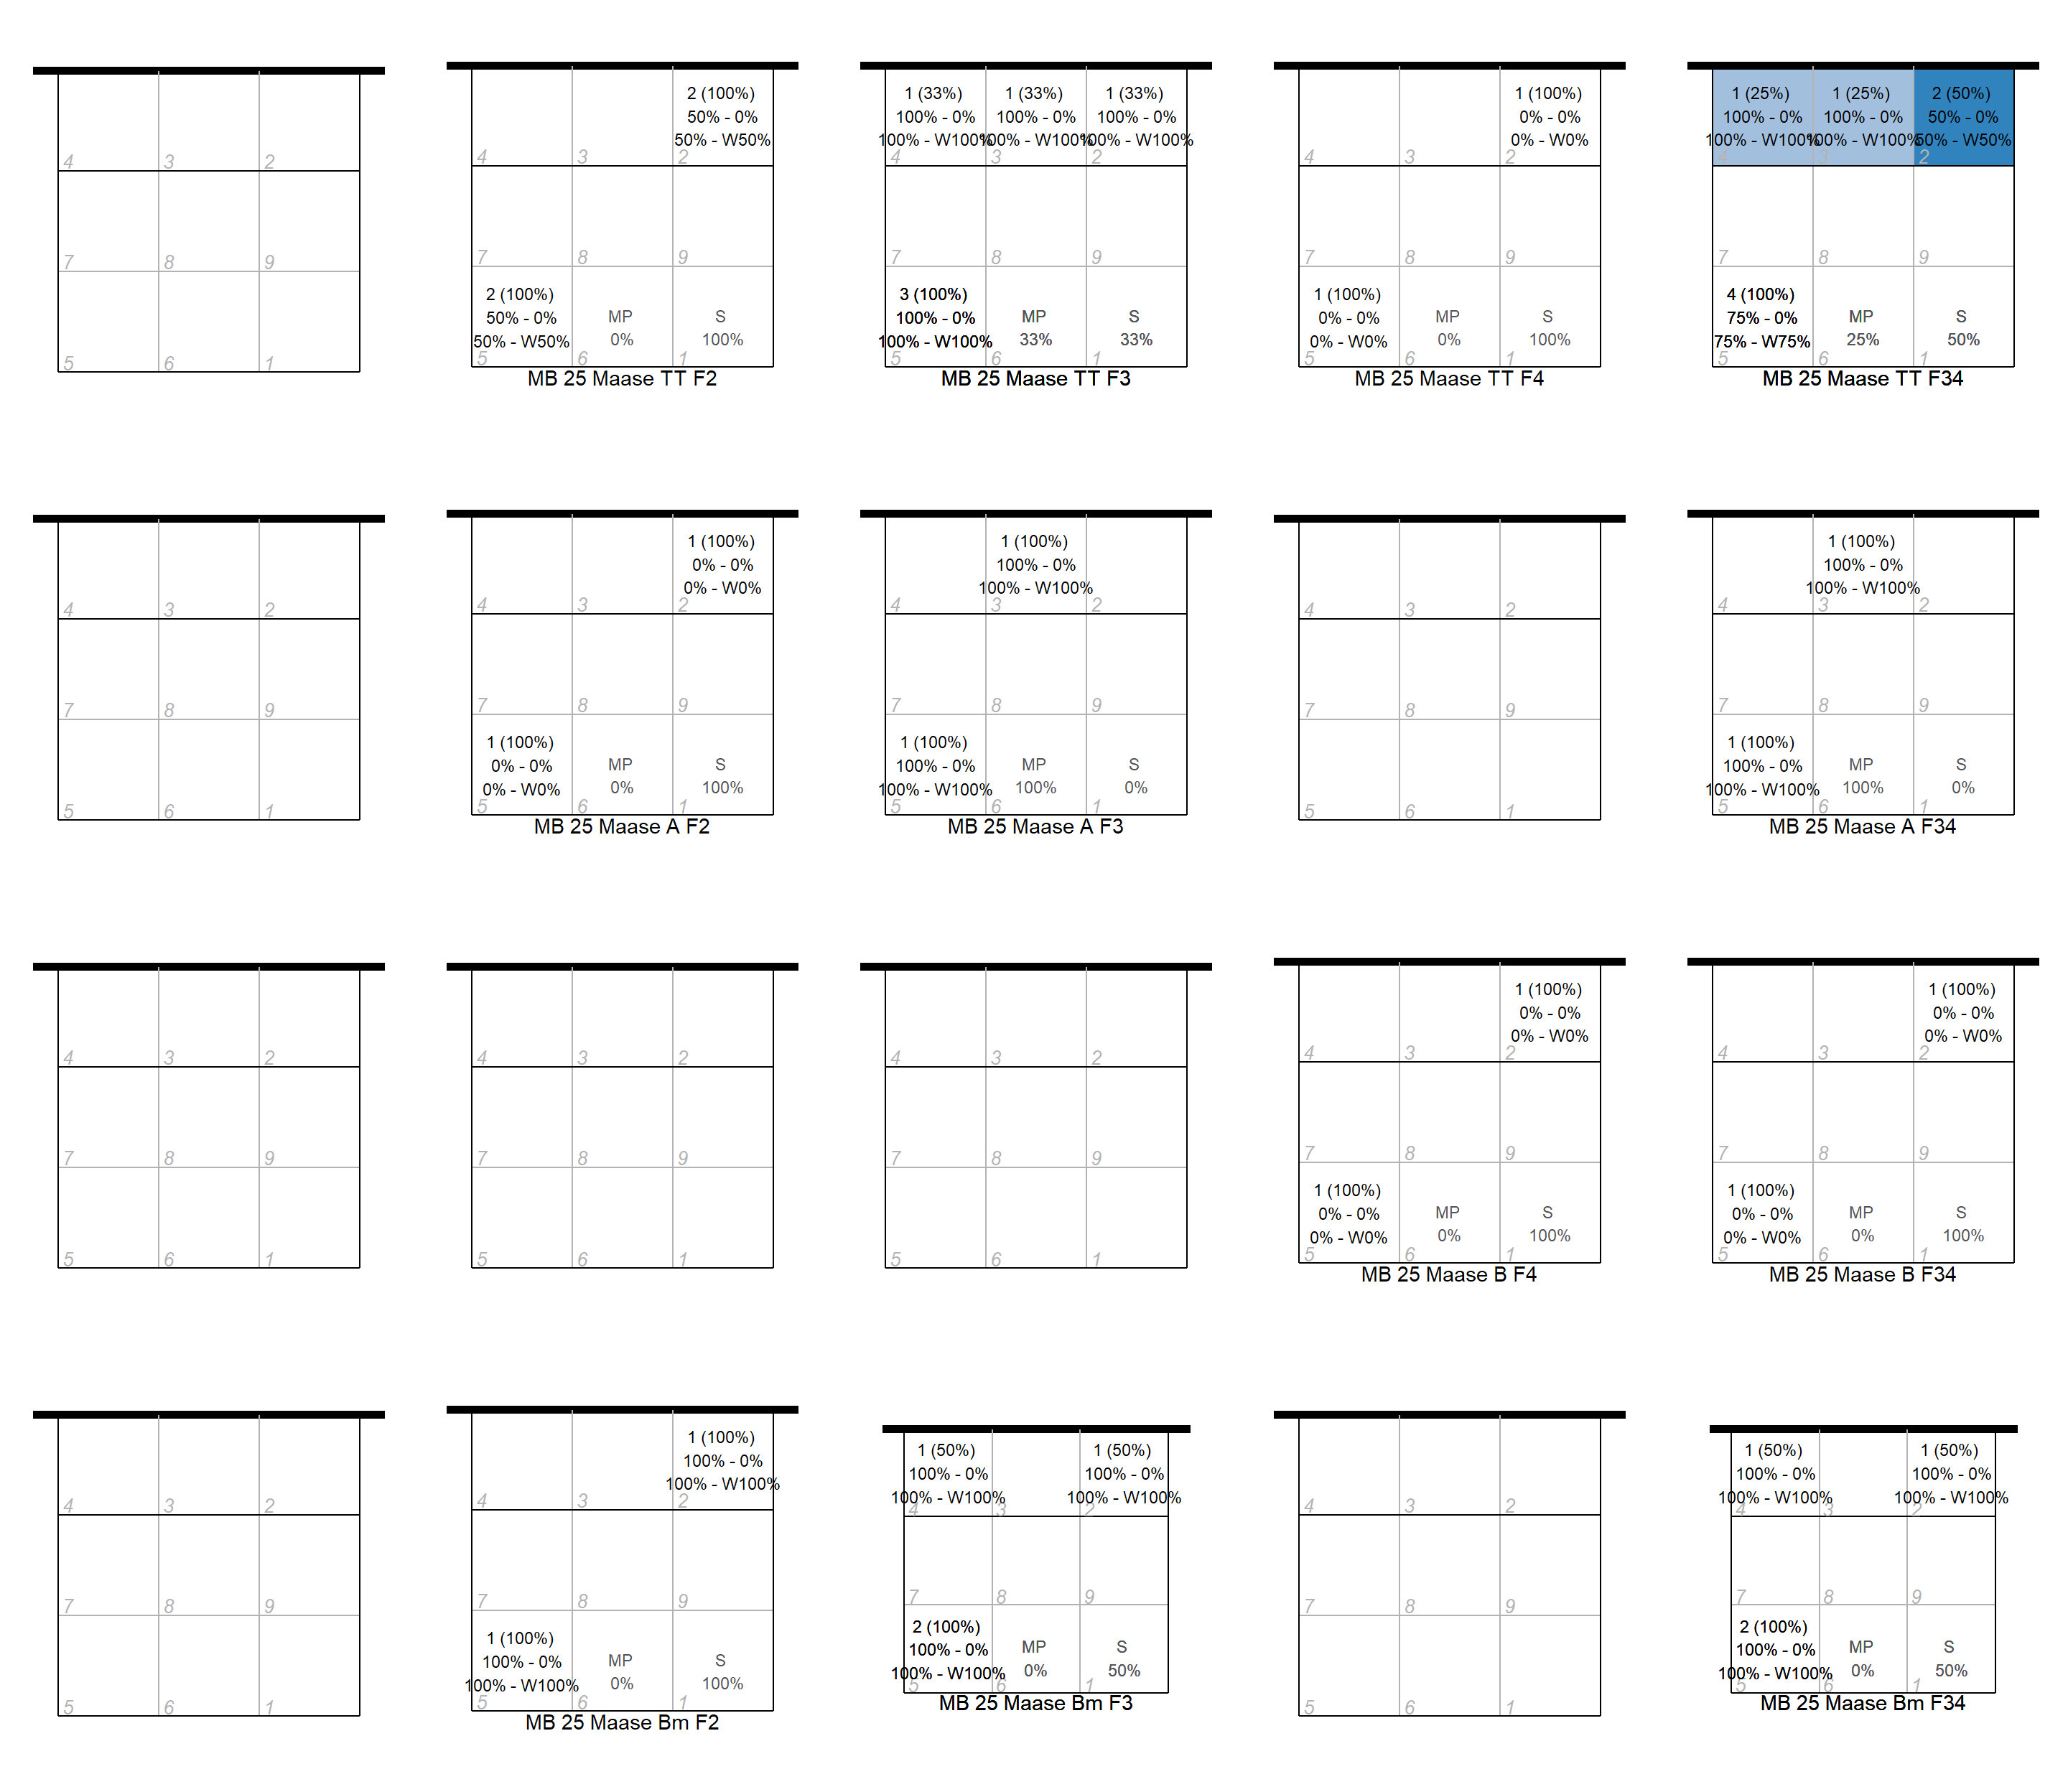 4 3 2
7 8 9
5 6 1
2 (100%)
50% - 0%
50% - W50%
4 3 2
7 8 9
2 (100%)
50% - 0%
50% - W50%
MP
0%
S
100%
5 6 1
MB 25 Maase TT F2
1 (33%) 1 (33%) 1 (33%)
100% - 0% 100% - 0% 100% - 0%
100% - W100% 100% - W100% 100% - W100%
4 3 2
7 8 9
3 (100%)
100% - 0%
100% - W100%
MP
33%
S
33%
5 6 1
MB 25 Maase TT F3
1 (100%)
0% - 0%
0% - W0%
4 3 2
7 8 9
1 (100%)
0% - 0%
0% - W0%
MP
0%
S
100%
5 6 1
MB 25 Maase TT F4
1 (25%) 1 (25%) 2 (50%)
100% - 0% 100% - 0% 50% - 0%
100% - W100% 100% - W100% 50% - W50%
4 3 2
7 8 9
4 (100%)
75% - 0%
75% - W75%
MP
25%
S
50%
5 6 1
MB 25 Maase TT F34
4 3 2
7 8 9
5 6 1
1 (100%)
0% - 0%
0% - W0%
4 3 2
7 8 9
1 (100%)
0% - 0%
0% - W0%
MP
0%
S
100%
5 6 1
MB 25 Maase A F2
1 (100%)
100% - 0%
100% - W100%
4 3 2
7 8 9
1 (100%)
100% - 0%
100% - W100%
MP
100%
S
0%
5 6 1
MB 25 Maase A F3
4 3 2
7 8 9
5 6 1
1 (100%)
100% - 0%
100% - W100%
4 3 2
7 8 9
1 (100%)
100% - 0%
100% - W100%
MP
100%
S
0%
5 6 1
MB 25 Maase A F34
4 3 2
7 8 9
5 6 1
4 3 2
7 8 9
5 6 1
4 3 2
7 8 9
5 6 1
1 (100%)
0% - 0%
0% - W0%
4 3 2
7 8 9
1 (100%)
0% - 0%
0% - W0%
MP
0%
S
100%
5 6 1
MB 25 Maase B F4
1 (100%)
0% - 0%
0% - W0%
4 3 2
7 8 9
1 (100%)
0% - 0%
0% - W0%
MP
0%
S
100%
5 6 1
MB 25 Maase B F34
4 3 2
7 8 9
5 6 1
1 (100%)
100% - 0%
100% - W100%
4 3 2
7 8 9
1 (100%)
100% - 0%
100% - W100%
MP
0%
S
100%
5 6 1
MB 25 Maase Bm F2
1 (50%) 1 (50%)
100% - 0% 100% - 0%
100% - W100% 100% - W100%
4 3 2
7 8 9
2 (100%)
100% - 0%
100% - W100%
MP
0%
S
50%
5 6 1
MB 25 Maase Bm F3
4 3 2
7 8 9
5 6 1
1 (50%) 1 (50%)
100% - 0% 100% - 0%
100% - W100% 100% - W100%
4 3 2
7 8 9
2 (100%)
100% - 0%
100% - W100%
MP
0%
S
50%
5 6 1
MB 25 Maase Bm F34